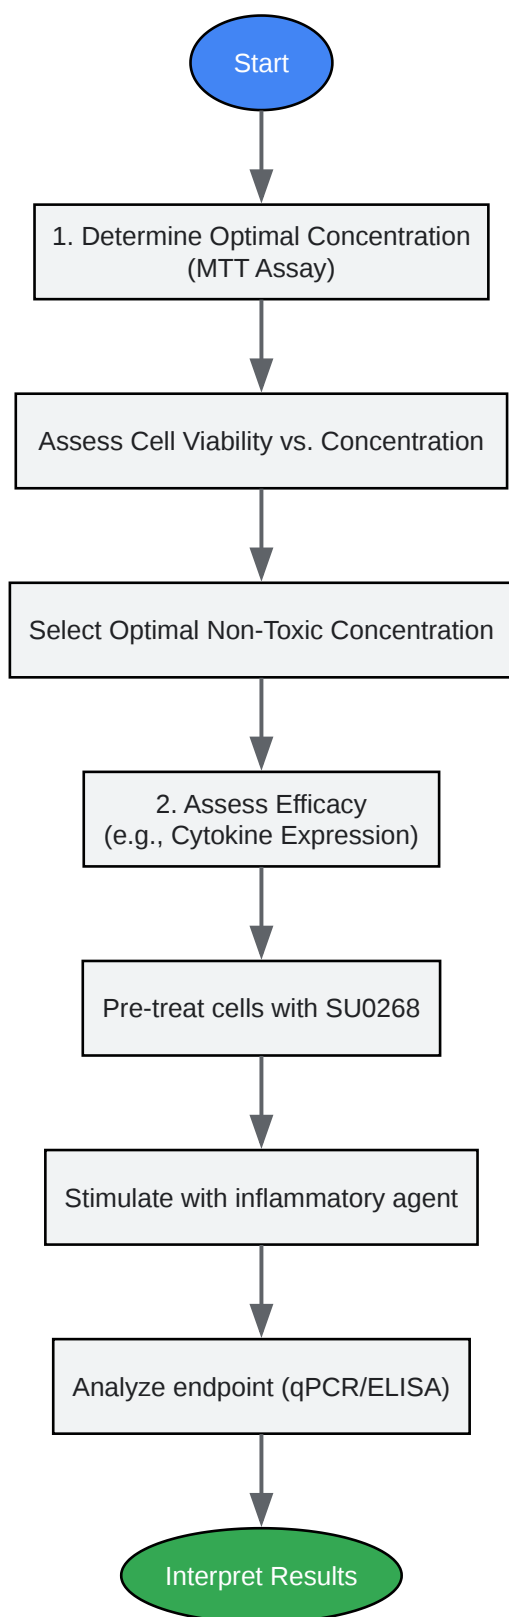 Start
1. Determine Optimal Concentration
(MTT Assay)
Assess Cell Viability vs. Concentration
Select Optimal Non-Toxic Concentration
2. Assess Efficacy
(e.g., Cytokine Expression)
Pre-treat cells with SU0268
Stimulate with inflammatory agent
Analyze endpoint (qPCR/ELISA)
Interpret Results